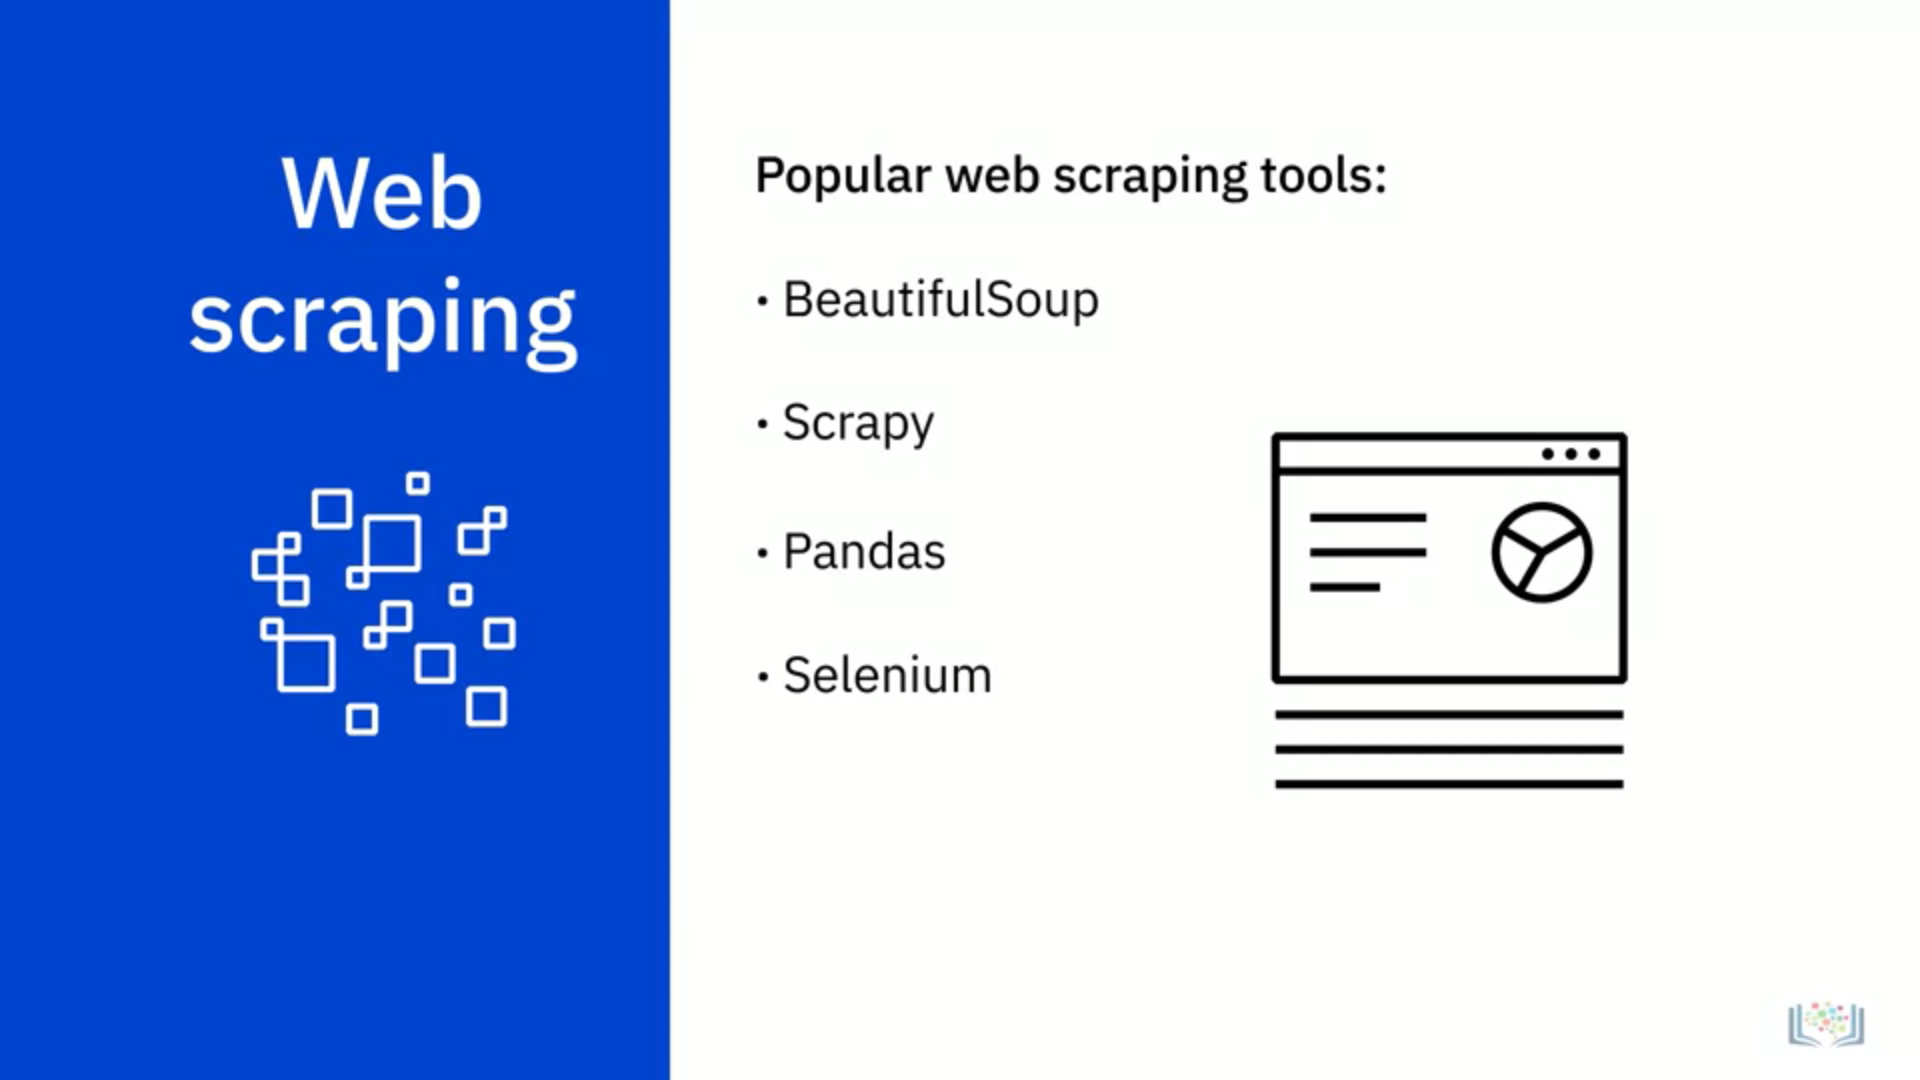 Web
scraping
Popular web scraping tools:
• BeautifulSoup
• Scrapy
• Pandas
• Selenium